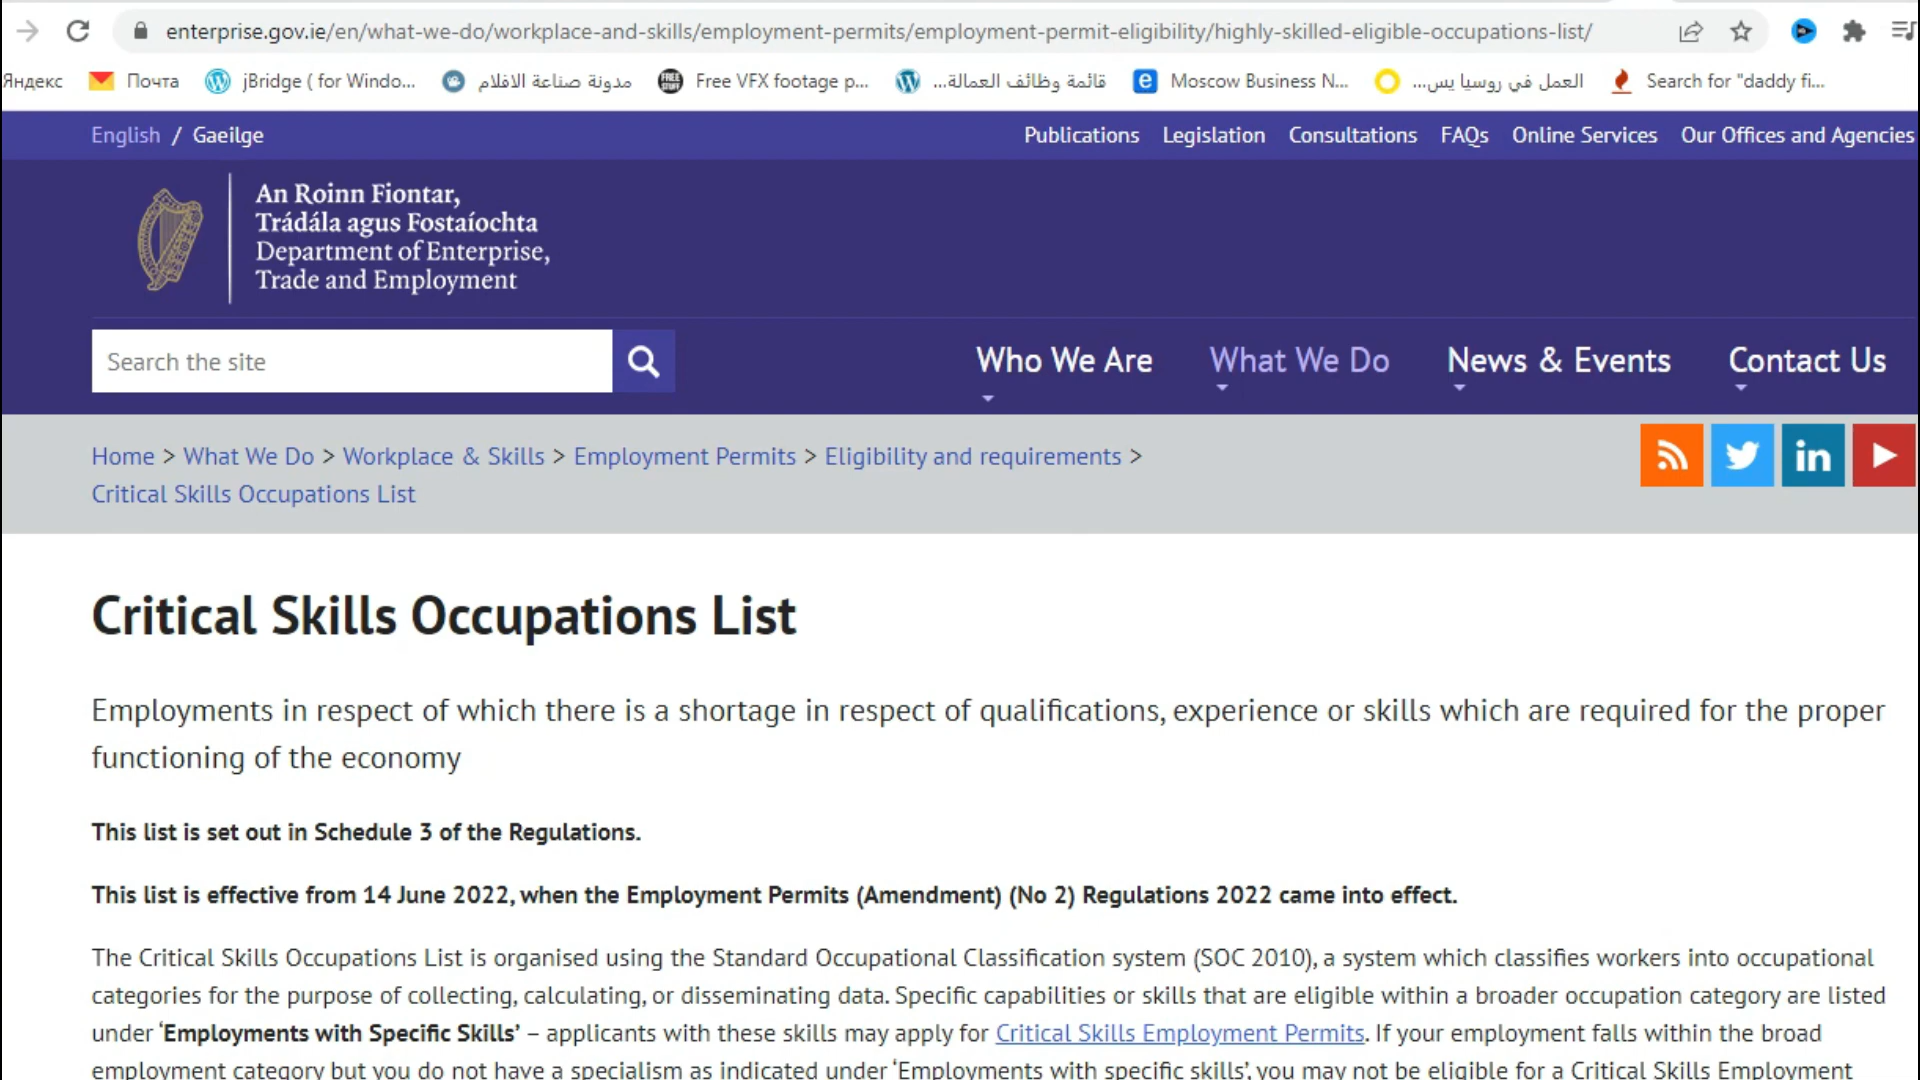 enterprise.gov.ie/en/what-we-do/workplace-and-skills/employment-permits/employment-permit-eligibility/highly-skilled-eligible-occupations-list/
Яндекс Почта jBridge ( for Windo... مدونة صناعة الافلام Free VFX footage p... قائمة وظائف العمالة... Moscow Business N... العمل في روسيا يس... Search for "daddy fi...
English / Gaeilge Publications Legislation Consultations FAQs Online Services Our Offices and Agencies
An Roinn Fiontar,
Trádála agus Fostaíochta
Department of Enterprise,
Trade and Employment
Search the site Who We Are What We Do News & Events Contact Us
Home > What We Do > Workplace & Skills > Employment Permits > Eligibility and requirements >
Critical Skills Occupations List
Critical Skills Occupations List
Employments in respect of which there is a shortage in respect of qualifications, experience or skills which are required for the proper
functioning of the economy
This list is set out in Schedule 3 of the Regulations.
This list is effective from 14 June 2022, when the Employment Permits (Amendment) (No 2) Regulations 2022 came into effect.
The Critical Skills Occupations List is organised using the Standard Occupational Classification system (SOC 2010), a system which classifies workers into occupational
categories for the purpose of collecting, calculating, or disseminating data. Specific capabilities or skills that are eligible within a broader occupation category are listed
under ‘Employments with Specific Skills’ – applicants with these skills may apply for Critical Skills Employment Permits. If your employment falls within the broad
employment category but you do not have a specialism as indicated under ‘Employments with specific skills’, you may not be eligible for a Critical Skills Employment